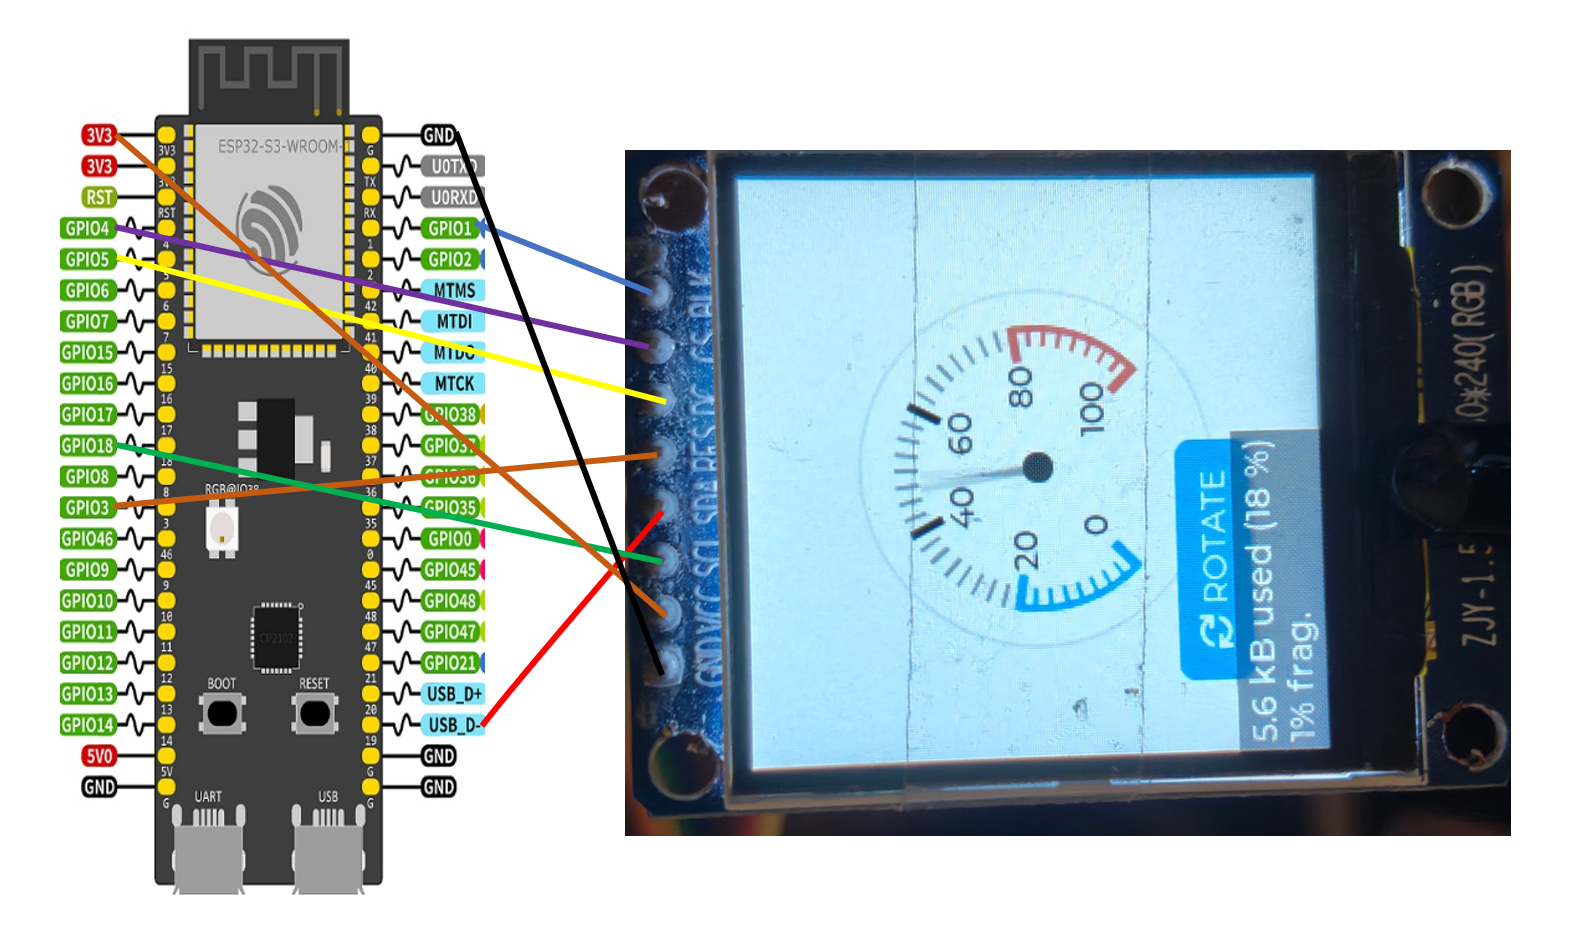 ESP32-S3-WROOM-1
3V3
3V3
RST
GPIO4
GPIO5
GPIO6
GPIO7
GPIO15
GPIO16
GPIO17
GPIO18
GPIO8
GPIO3
GPIO46
GPIO9
GPIO10
GPIO11
GPIO12
GPIO13
GPIO14
5V0
GND
3V3
RST
4
6
7
15
16
17
18
8
3
46
9
10
11
12
13
14
5V
G
RGB@IO38
CP2102
BOOT
RESET
UART
USB
G
TX
RX
1
2
42
41
40
39
38
37
36
35
0
45
48
47
21
20
19
G
G
GND
U0TXD
U0RXD
GPIO1
GPIO2
MTMS
MTDI
MTDO
MTCK
GPIO38
GPIO36
GPIO35
GPIO0
GPIO45
GPIO48
GPIO47
GPIO21
USB_D+
USB_D-
GND
GND
GND VCC SCL SDA RES DC CS BLK
0
20
40
60
80
100
ROTATE
5.6 kB used (18 %)
1% frag.
ZJY-1.5
0*240(RGB)